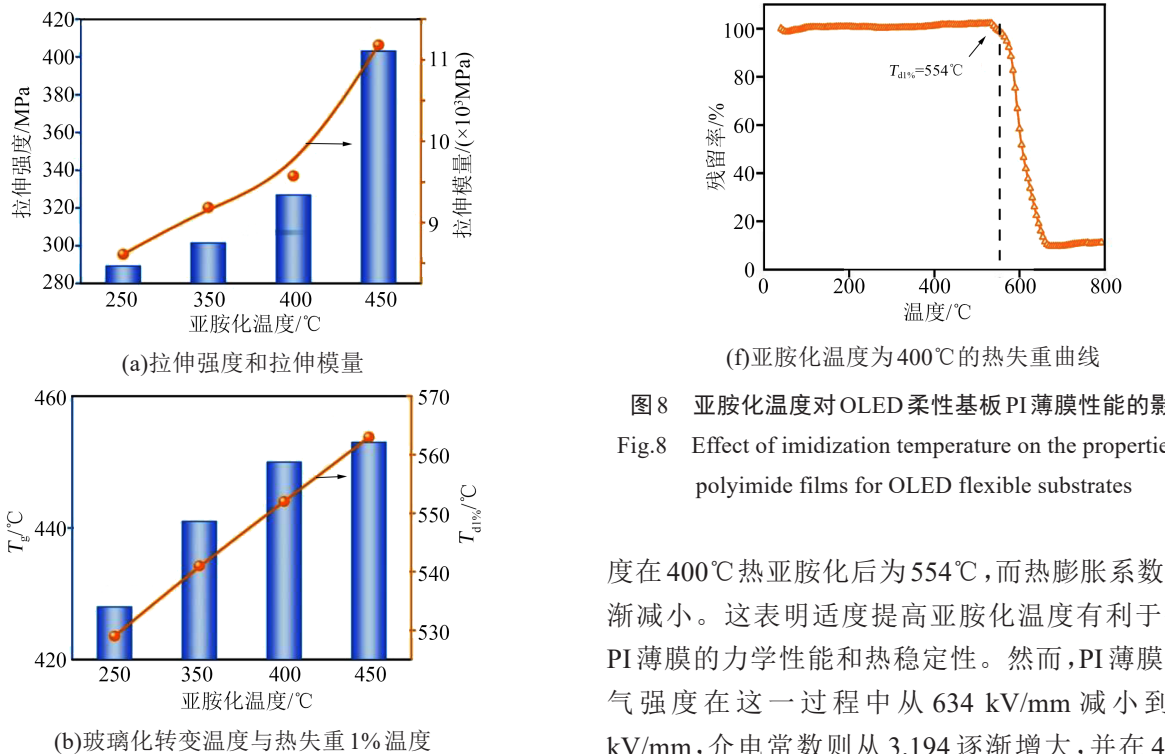 420
400
380
360
340
320
300
280
拉伸强度/MPa
11
10
9
拉伸模量/(×10³MPa)
250 350 400 450
亚胺化温度/℃
(a)拉伸强度和拉伸模量
460
440
420
Tg/℃
570
560
550
540
530
Td1%/℃
250 350 400 450
亚胺化温度/℃
(b)玻璃化转变温度与热失重1%温度
100
80
60
40
20
0
残留率/%
Td1%=554℃
0 200 400 600 800
温度/℃
(f)亚胺化温度为400℃的热失重曲线
图8 亚胺化温度对OLED柔性基板PI薄膜性能的影
Fig.8 Effect of imidization temperature on the propertie
polyimide films for OLED flexible substrates
度在400℃热亚胺化后为554℃,而热膨胀系数
渐减小。这表明适度提高亚胺化温度有利于
PI薄膜的力学性能和热稳定性。然而,PI薄膜
气强度在这一过程中从634 kV/mm减小到
kV/mm,介电常数则从3.194逐渐增大,并在4